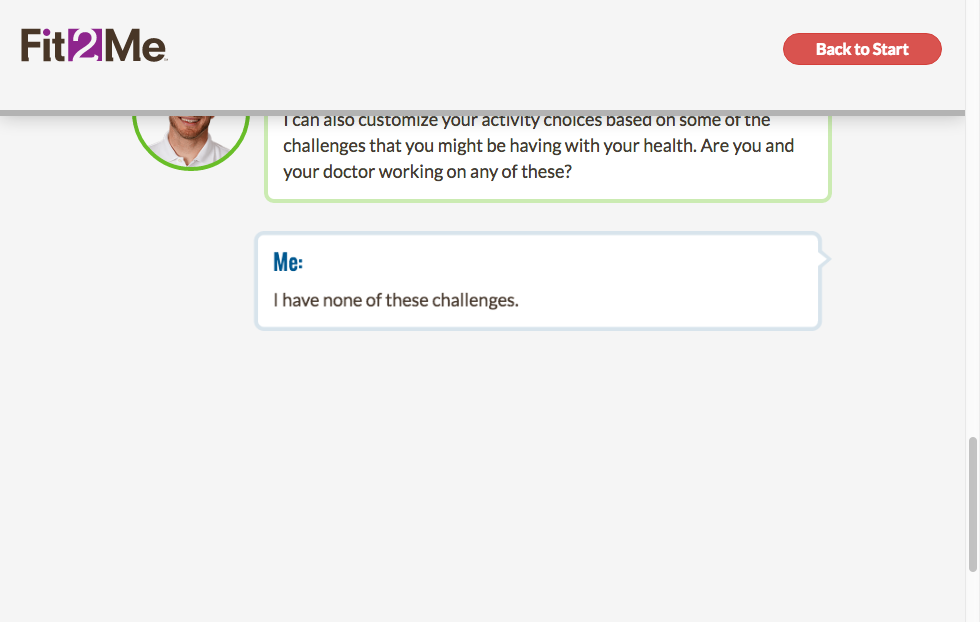 Fit2Me
Back to Start
I can also customize your activity choices based on some of the
challenges that you might be having with your health. Are you and
your doctor working on any of these?
Me:
I have none of these challenges.